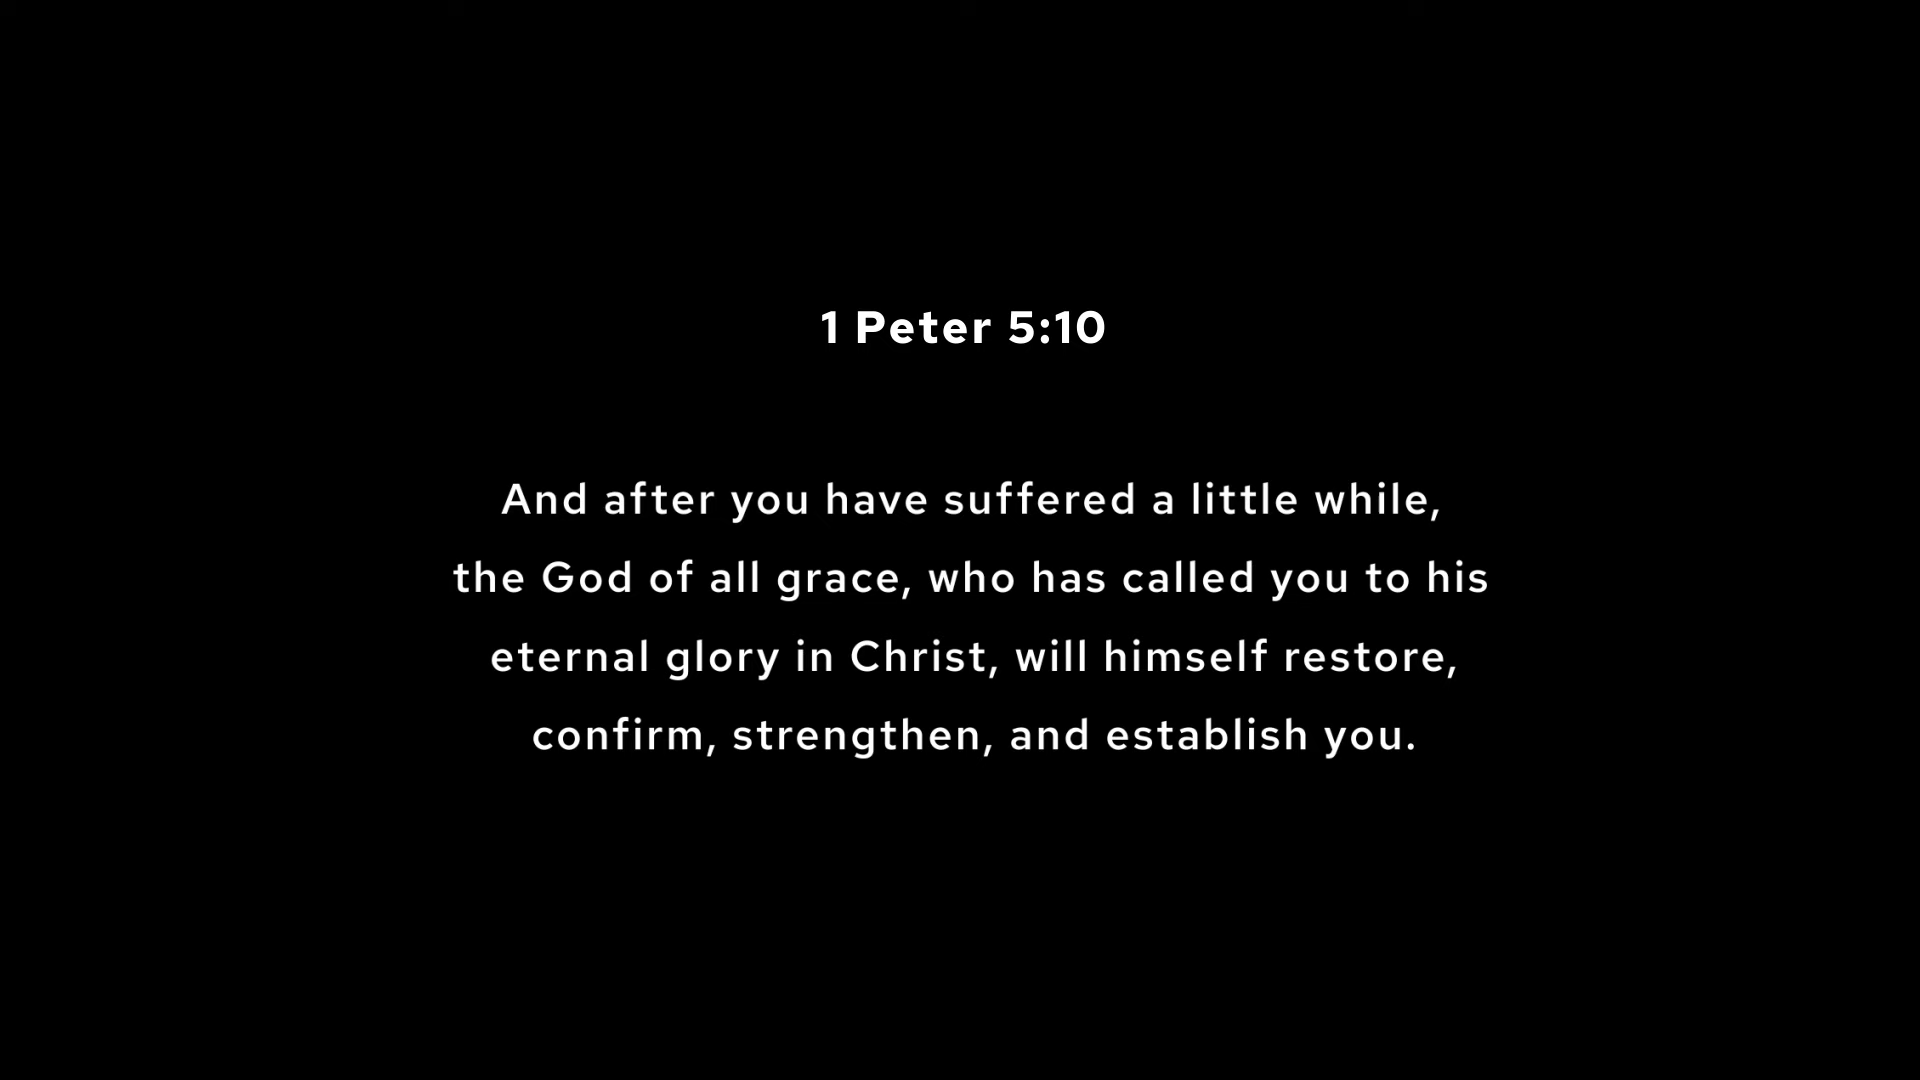 1 Peter 5:10
And after you have suffered a little while,
the God of all grace, who has called you to his
eternal glory in Christ, will himself restore,
confirm, strengthen, and establish you.